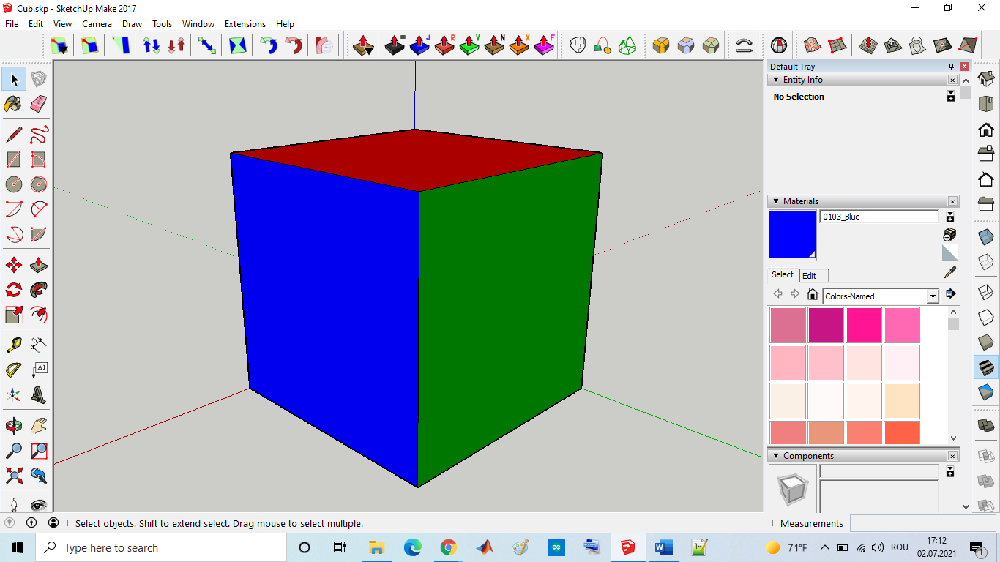 Cub.skp - SketchUp Make 2017
File Edit View Camera Draw Tools Window Extensions Help
= J R V N X F
Default Tray
Entity Info
No Selection
Materials
0103_Blue
Select Edit
Colors-Named
A1
Components
Select objects. Shift to extend select. Drag mouse to select multiple.
Measurements
Type here to search
71°F
ROU
17:12
02.07.2021
1